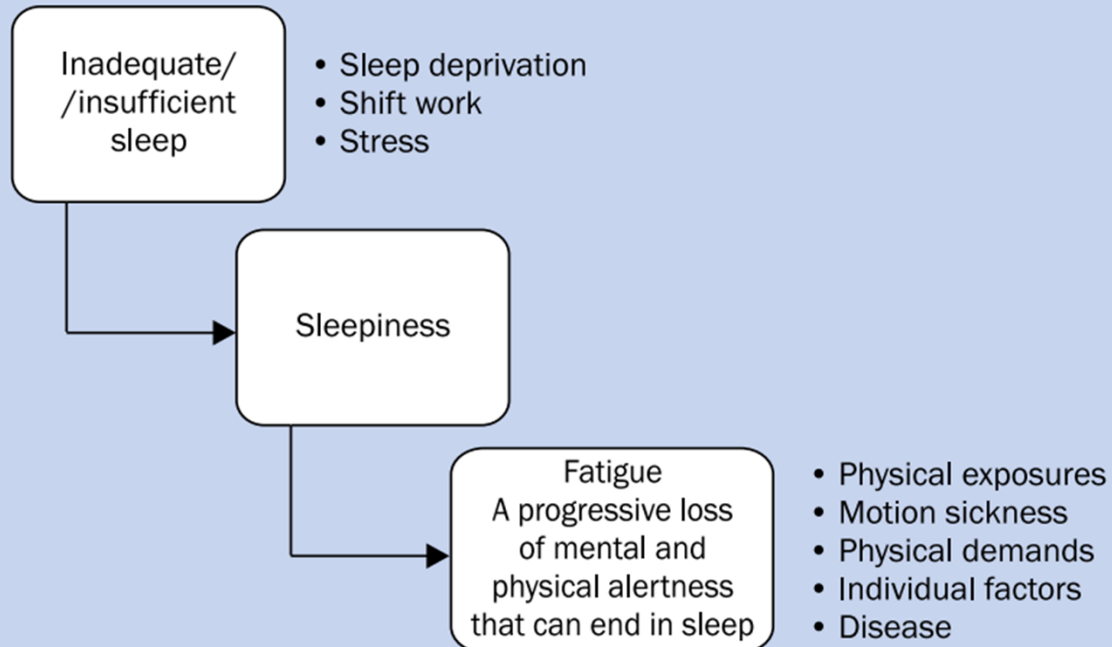 Inadequate/
/insufficient
sleep
• Sleep deprivation
• Shift work
• Stress
Sleepiness
Fatigue
A progressive loss
of mental and
physical alertness
that can end in sleep
• Physical exposures
• Motion sickness
• Physical demands
• Individual factors
• Disease